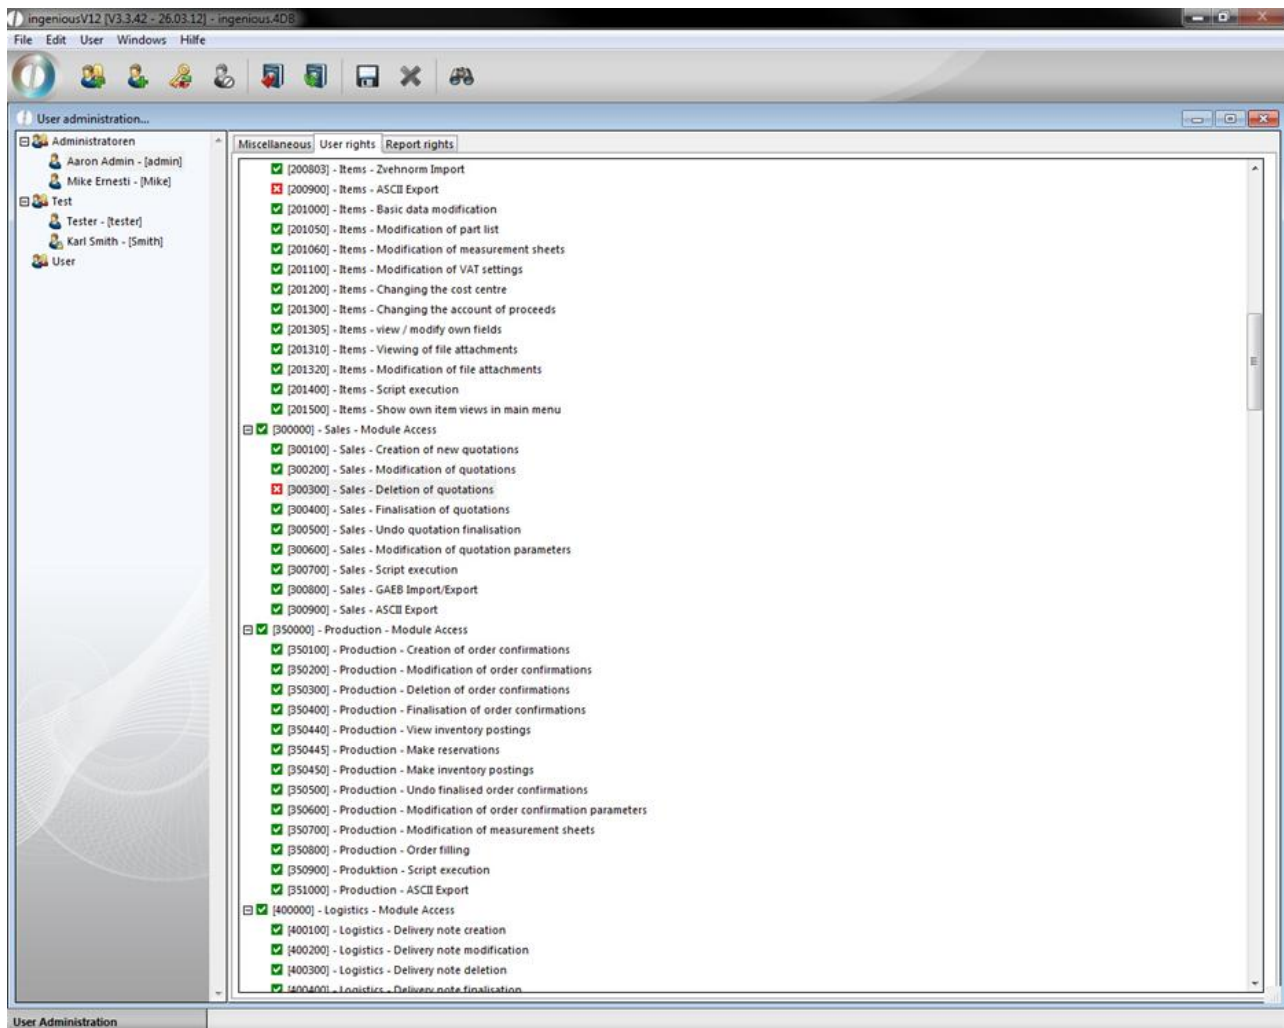 ingeniousV12 [V3.3.42 - 26.03.12] - ingenious.4DB
File Edit User Windows Hilfe
User administration...
Administratoren
Aaron Admin - [admin]
Mike Ernesti - [Mike]
Test
Tester - [tester]
Karl Smith - [Smith]
User
Miscellaneous User rights Report rights
[200803] - Items - Zvehnorm Import
[200900] - Items - ASCII Export
[201000] - Items - Basic data modification
[201050] - Items - Modification of part list
[201060] - Items - Modification of measurement sheets
[201100] - Items - Modification of VAT settings
[201200] - Items - Changing the cost centre
[201300] - Items - Changing the account of proceeds
[201305] - Items - view / modify own fields
[201310] - Items - Viewing of file attachments
[201320] - Items - Modification of file attachments
[201400] - Items - Script execution
[201500] - Items - Show own item views in main menu
[300000] - Sales - Module Access
[300100] - Sales - Creation of new quotations
[300200] - Sales - Modification of quotations
[300300] - Sales - Deletion of quotations
[300400] - Sales - Finalisation of quotations
[300500] - Sales - Undo quotation finalisation
[300600] - Sales - Modification of quotation parameters
[300700] - Sales - Script execution
[300800] - Sales - GAEB Import/Export
[300900] - Sales - ASCII Export
[350000] - Production - Module Access
[350100] - Production - Creation of order confirmations
[350200] - Production - Modification of order confirmations
[350300] - Production - Deletion of order confirmations
[350400] - Production - Finalisation of order confirmations
[350440] - Production - View inventory postings
[350445] - Production - Make reservations
[350450] - Production - Make inventory postings
[350500] - Production - Undo finalised order confirmations
[350600] - Production - Modification of order confirmation parameters
[350700] - Production - Modification of measurement sheets
[350800] - Production - Order filling
[350900] - Produktion - Script execution
[351000] - Production - ASCII Export
[400000] - Logistics - Module Access
[400100] - Logistics - Delivery note creation
[400200] - Logistics - Delivery note modification
[400300] - Logistics - Delivery note deletion
[400400] - Logistics - Delivery note finalisation
User Administration